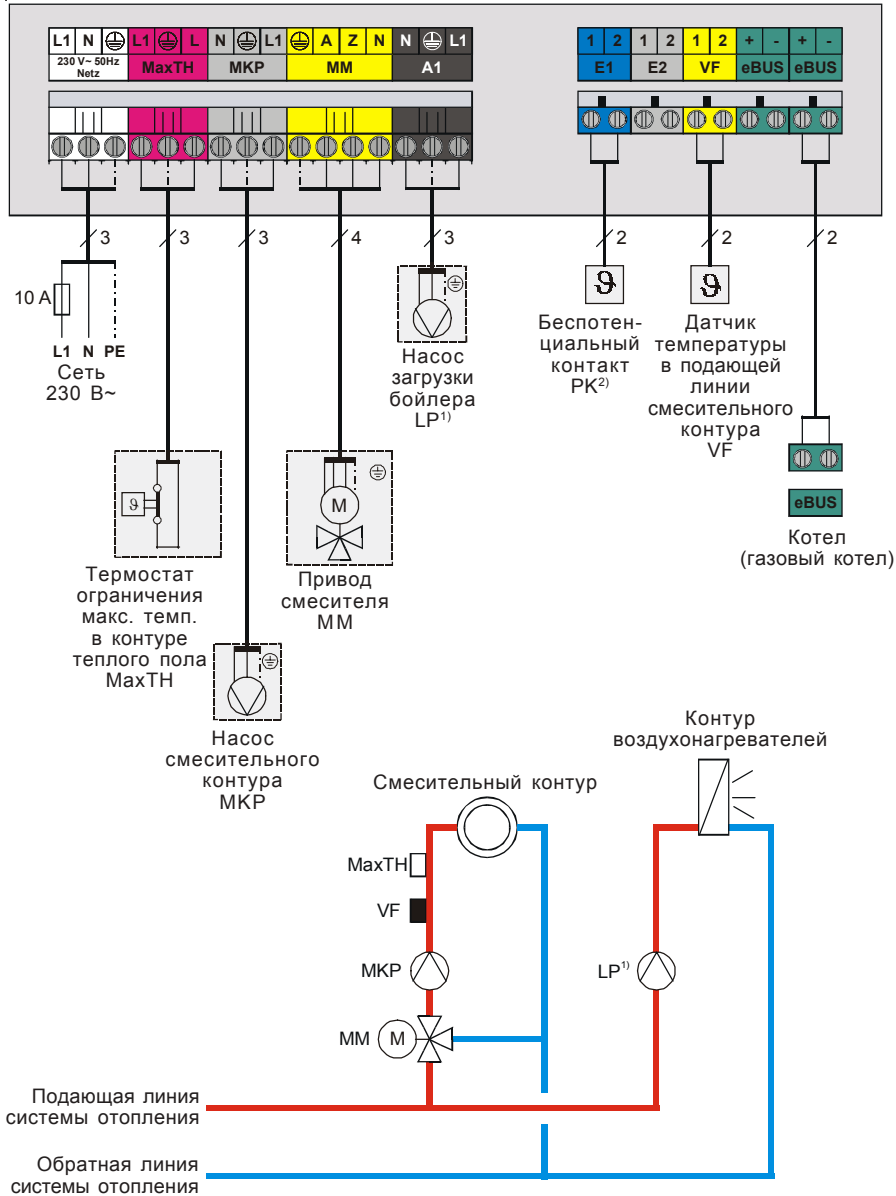 L1 N L1 L N L1 A Z N N L1
230 V~ 50Hz
Netz
MaxTH MKP MM A1
1 2 1 2 1 2 + - + -
E1 E2 VF eBUS eBUS
3 3 3 4 3 2 2 2
10 A
L1 N PE
Сеть
230 В~
Насос
загрузки
бойлера
LP1)
ϑ
Беспотен-
циальный
контакт
PK2)
ϑ
Датчик
температуры
в подающей
линии
смесительного
контура
VF
eBUS
Котел
(газовый котел)
ϑ
Термостат
ограничения
макс. темп.
в контуре
теплого пола
MaxTH
M
Привод
смесителя
MM
Насос
смесительного
контура
MKP
Контур
воздухонагревателей
Смесительный контур
MaxTH
VF
MKP
LP1)
MM M
Подающая линия
системы отопления
Обратная линия
системы отопления